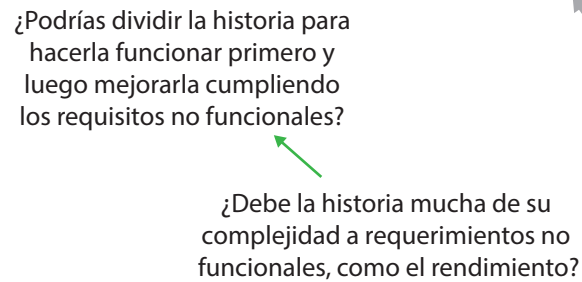 ¿Podrías dividir la historia para
hacerla funcionar primero y
luego mejorarla cumpliendo
los requisitos no funcionales?
¿Debe la historia mucha de su
complejidad a requerimientos no
funcionales, como el rendimiento?